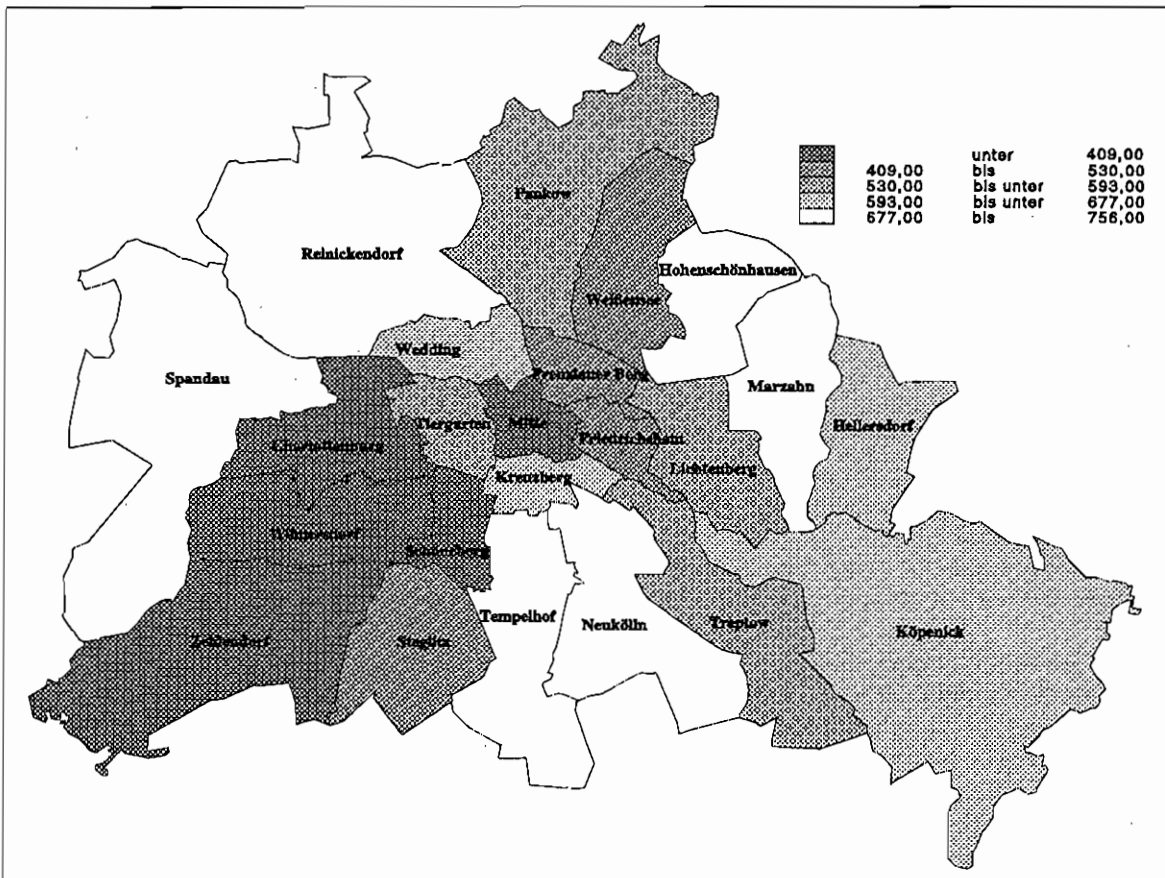 unter 409,00
409,00 bis 530,00
530,00 bis unter 593,00
593,00 bis unter 677,00
677,00 bis 756,00
Pankow
Reinickendorf
Hohenschönhausen
Weißensee
Wedding
Prenzlauer Berg
Spandau
Marzahn
Tiergarten
Mitte
Hellersdorf
Friedrichshain
Charlottenburg
Lichtenberg
Kreuzberg
Wilmersdorf
Schöneberg
Tempelhof
Neukölln
Treptow
Köpenick
Zehlendorf
Steglitz